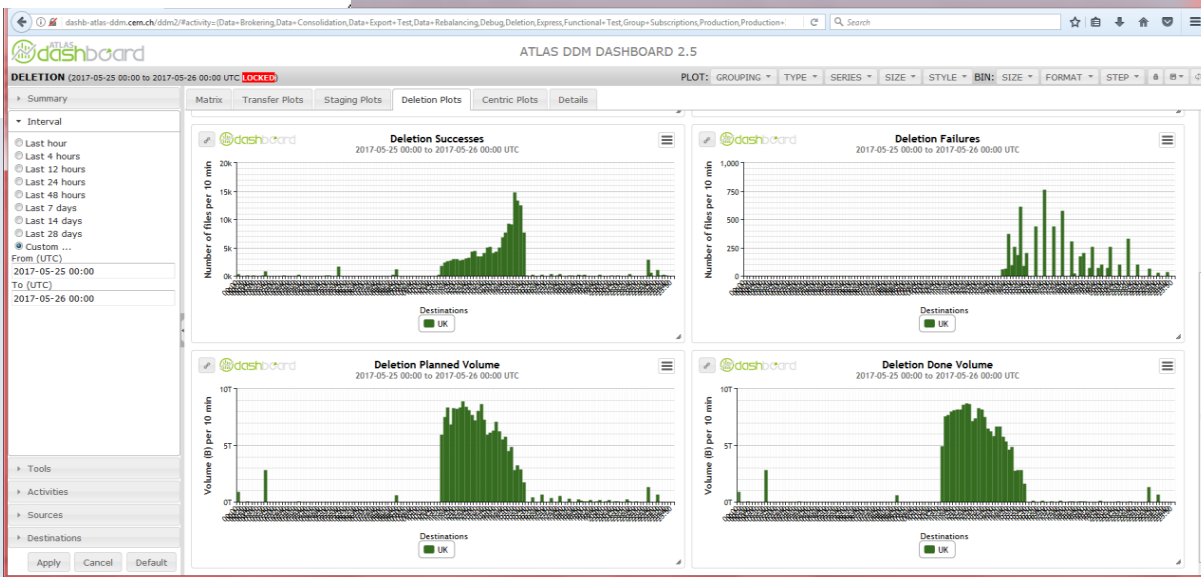 dashb-atlas-ddm.cern.ch/ddm2/#activity=(Data+Brokering,Data+Consolidation,Data+Export+Test,Data+Rebalancing,Debug,Deletion,Express,Functional+Test,Group+Subscriptions,Production,Production+
Search
ATLAS
dashboard
ATLAS DDM DASHBOARD 2.5
DELETION (2017-05-25 00:00 to 2017-05-26 00:00 UTC LOCKED)
PLOT: GROUPING TYPE SERIES SIZE STYLE BIN: SIZE FORMAT STEP
Summary
Interval
Last hour
Last 4 hours
Last 12 hours
Last 24 hours
Last 48 hours
Last 7 days
Last 14 days
Last 28 days
Custom ...
From (UTC)
2017-05-25 00:00
To (UTC)
2017-05-26 00:00
Tools
Activities
Sources
Destinations
Apply Cancel Default
Matrix Transfer Plots Staging Plots Deletion Plots Centric Plots Details
dashboard
Deletion Successes
2017-05-25 00:00 to 2017-05-26 00:00 UTC
Number of files per 10 min
20k
15k
10k
5k
0k
Destinations
UK
dashboard
Deletion Failures
2017-05-25 00:00 to 2017-05-26 00:00 UTC
Number of files per 10 min
1,000
750
500
250
0
Destinations
UK
dashboard
Deletion Planned Volume
2017-05-25 00:00 to 2017-05-26 00:00 UTC
Volume (B) per 10 min
10T
5T
0T
Destinations
UK
dashboard
Deletion Done Volume
2017-05-25 00:00 to 2017-05-26 00:00 UTC
Volume (B) per 10 min
10T
5T
0T
Destinations
UK